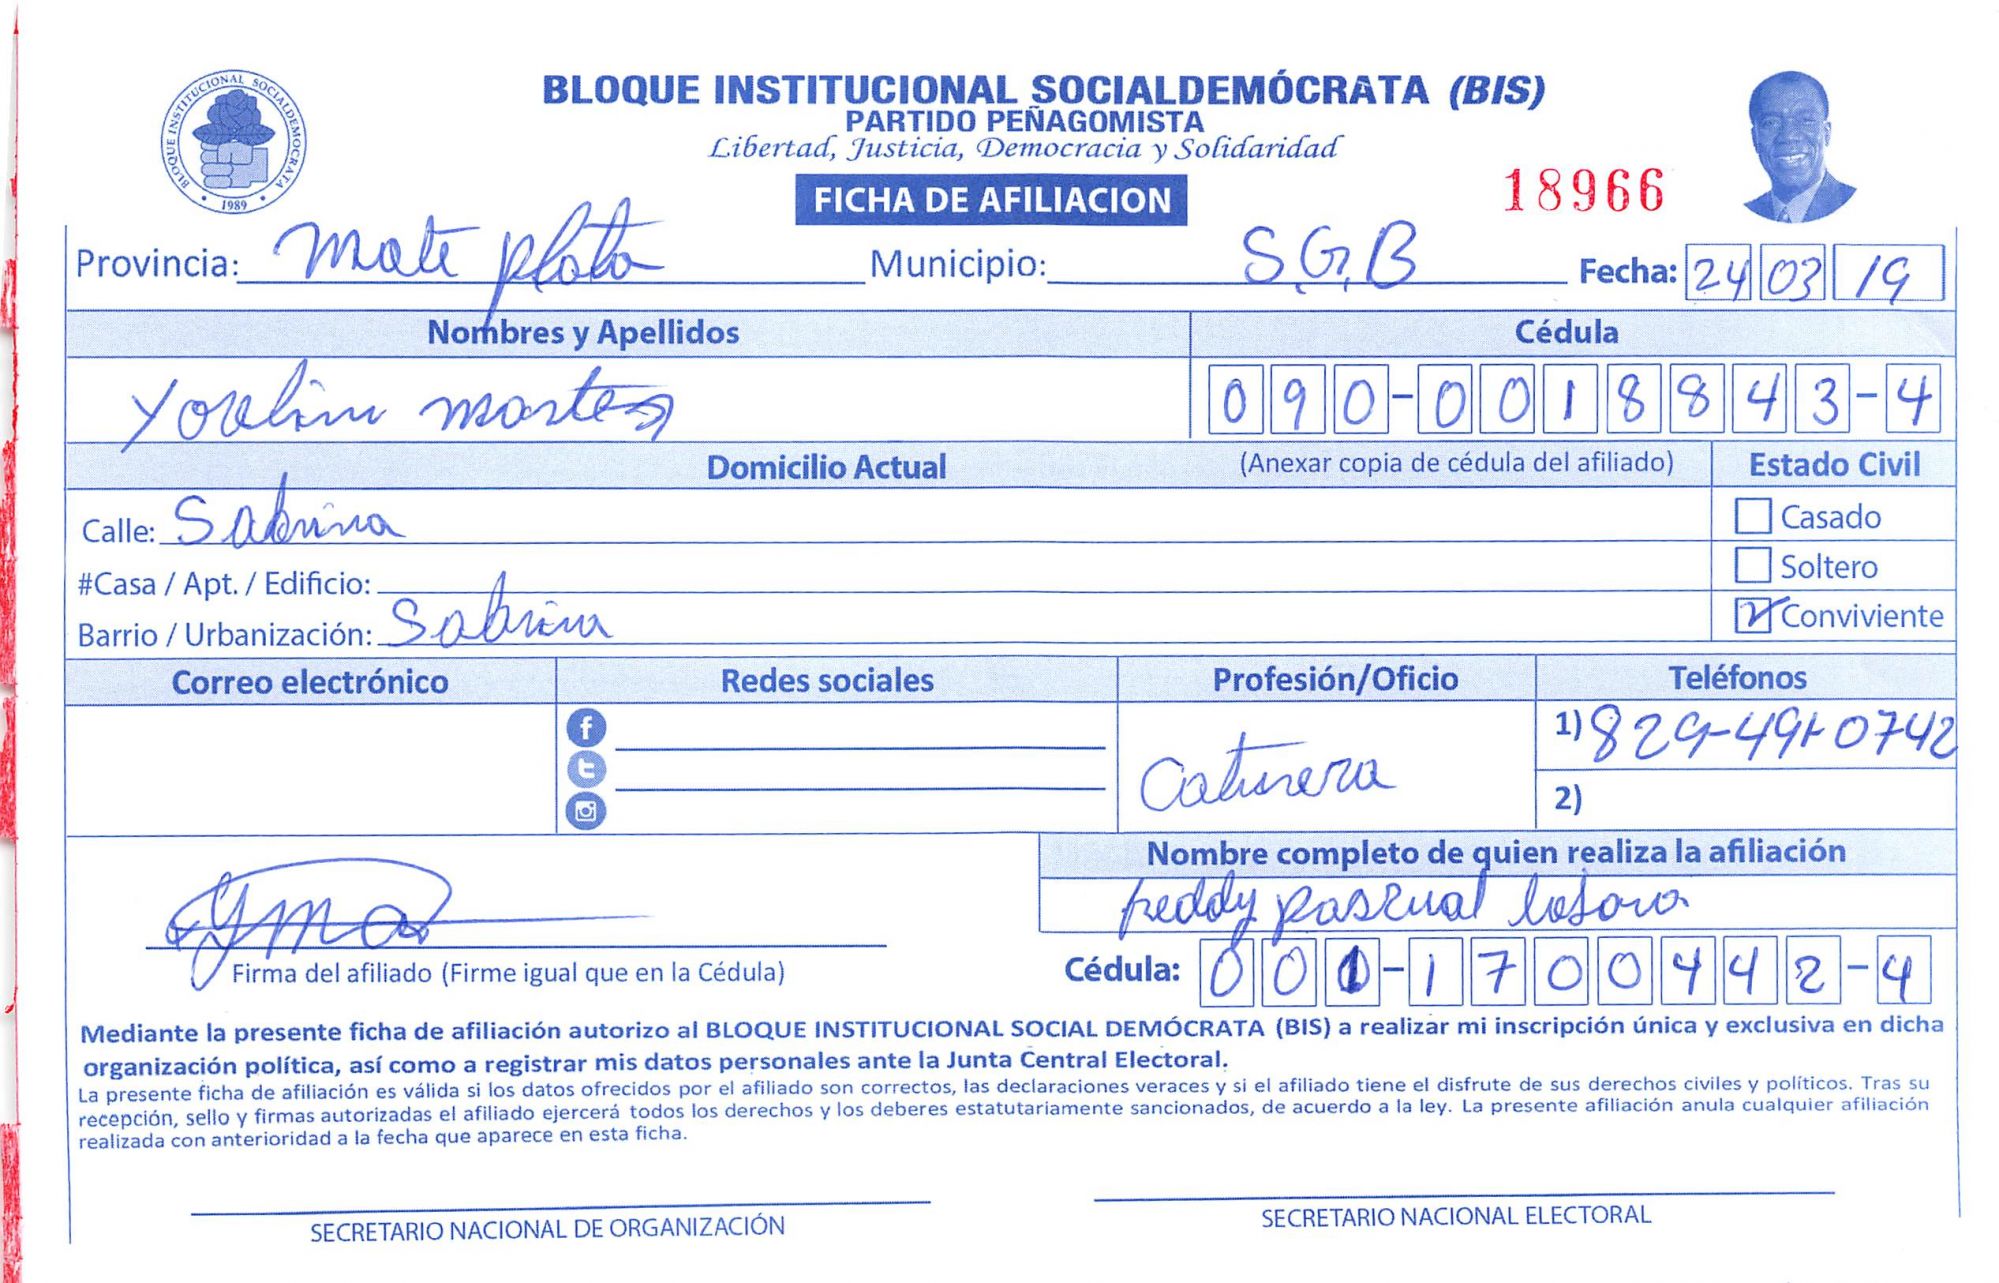 BLOQUE INSTITUCIONAL SOCIALDEMOCRATA
1989
BLOQUE INSTITUCIONAL SOCIALDEMÓCRATA (BIS)
PARTIDO PEÑAGOMISTA
Libertad, Justicia, Democracia y Solidaridad
FICHA DE AFILIACION
18966
Provincia: Mate plata Municipio: S.G.B Fecha: 24 03 19
Nombres y Apellidos Cédula
Yoelin martes 090-0018843-4
Domicilio Actual (Anexar copia de cédula del afiliado) Estado Civil
Calle: Sabrina Casado
#Casa / Apt. / Edificio: Soltero
Barrio / Urbanización: Sabrina Conviviente
Correo electrónico Redes sociales Profesión/Oficio Teléfonos
1) 829-491-0742
2)
Nombre completo de quien realiza la afiliación
freddy pascual
Firma del afiliado (Firme igual que en la Cédula) Cédula: 001-1700442-4
Mediante la presente ficha de afiliación autorizo al BLOQUE INSTITUCIONAL SOCIAL DEMÓCRATA (BIS) a realizar mi inscripción única y exclusiva en dicha
organización política, así como a registrar mis datos personales ante la Junta Central Electoral.
La presente ficha de afiliación es válida si los datos ofrecidos por el afiliado son correctos, las declaraciones veraces y si el afiliado tiene el disfrute de sus derechos civiles y políticos. Tras su
recepción, sello y firmas autorizadas el afiliado ejercerá todos los derechos y los deberes estatutariamente sancionados, de acuerdo a la ley. La presente afiliación anula cualquier afiliación
realizada con anterioridad a la fecha que aparece en esta ficha.
SECRETARIO NACIONAL DE ORGANIZACIÓN SECRETARIO NACIONAL ELECTORAL